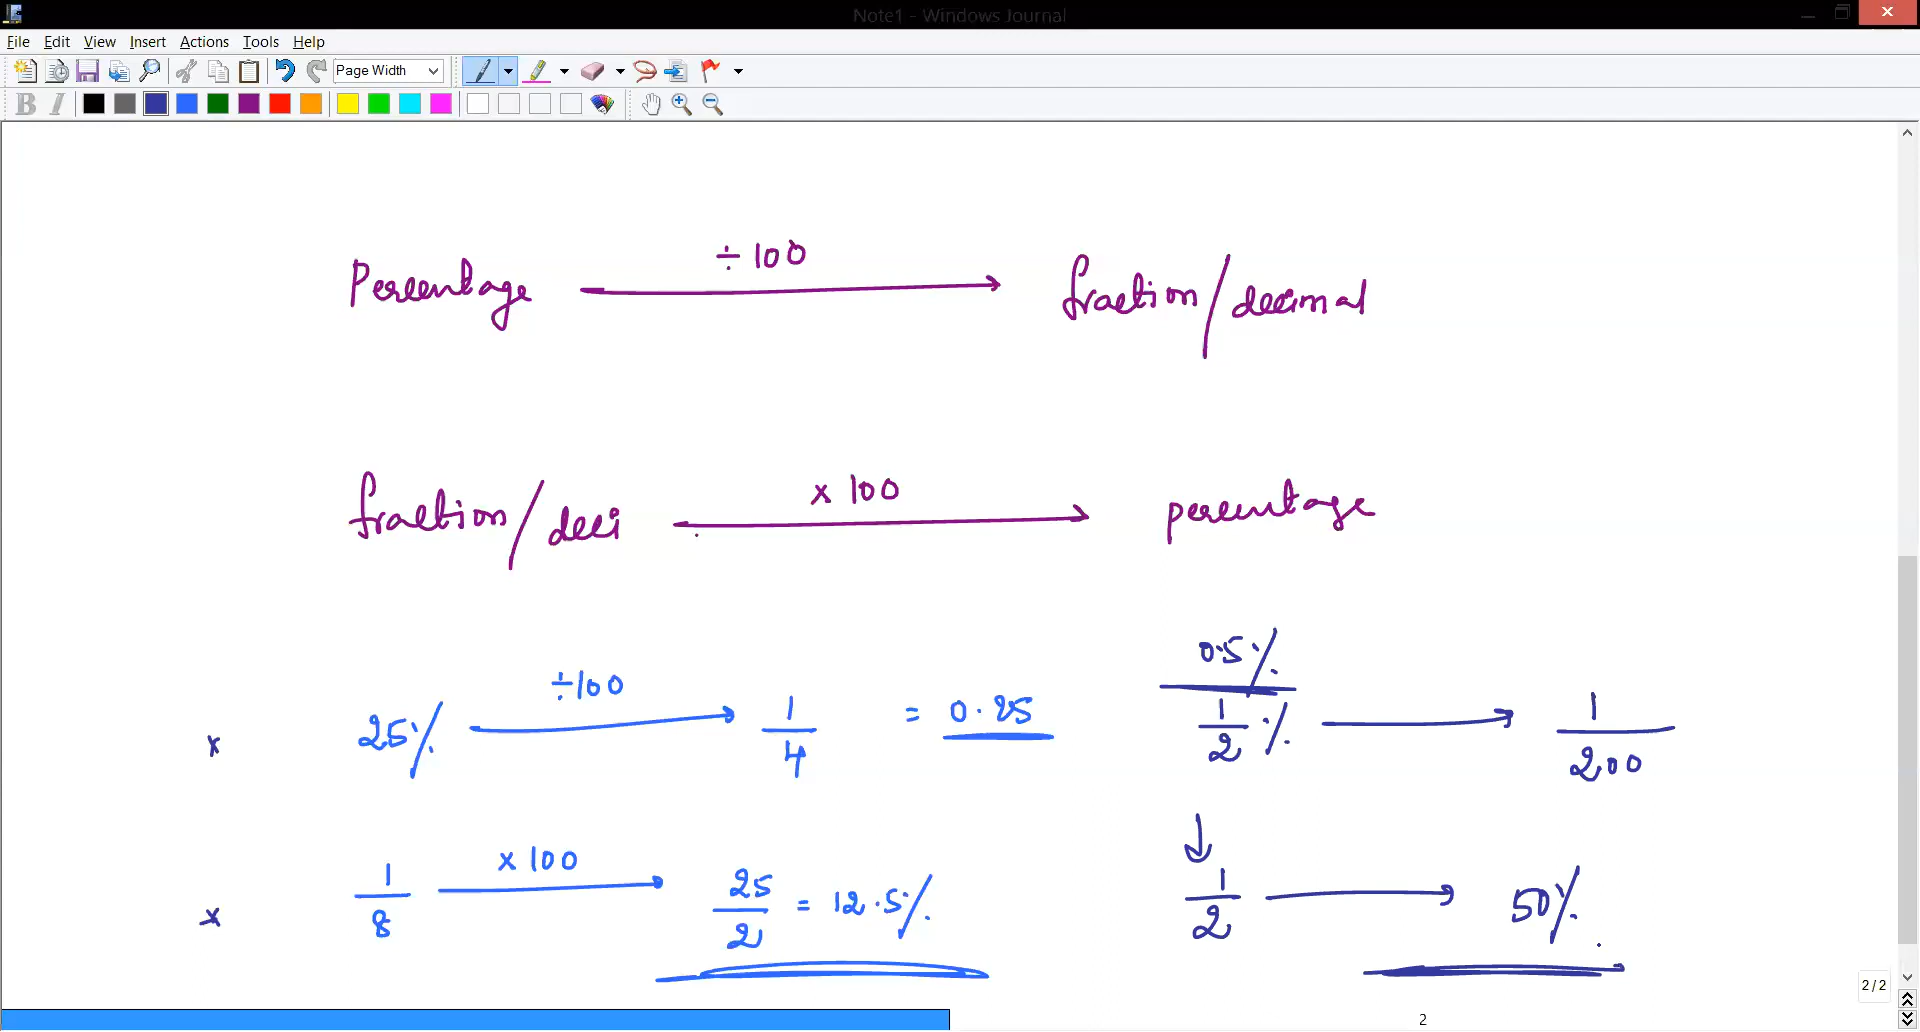 Note1 - Windows Journal
File Edit View Insert Actions Tools Help
Page Width
B I
÷ 100
Percentage fraction/decimal
x 100
fraction/deci percentage
0.5%
÷100
x 25% 1/4 = 0.25 1/2 % 1/200
x 100
x 1/8 25/2 = 12.5% 1/2 50%
2 / 2
2